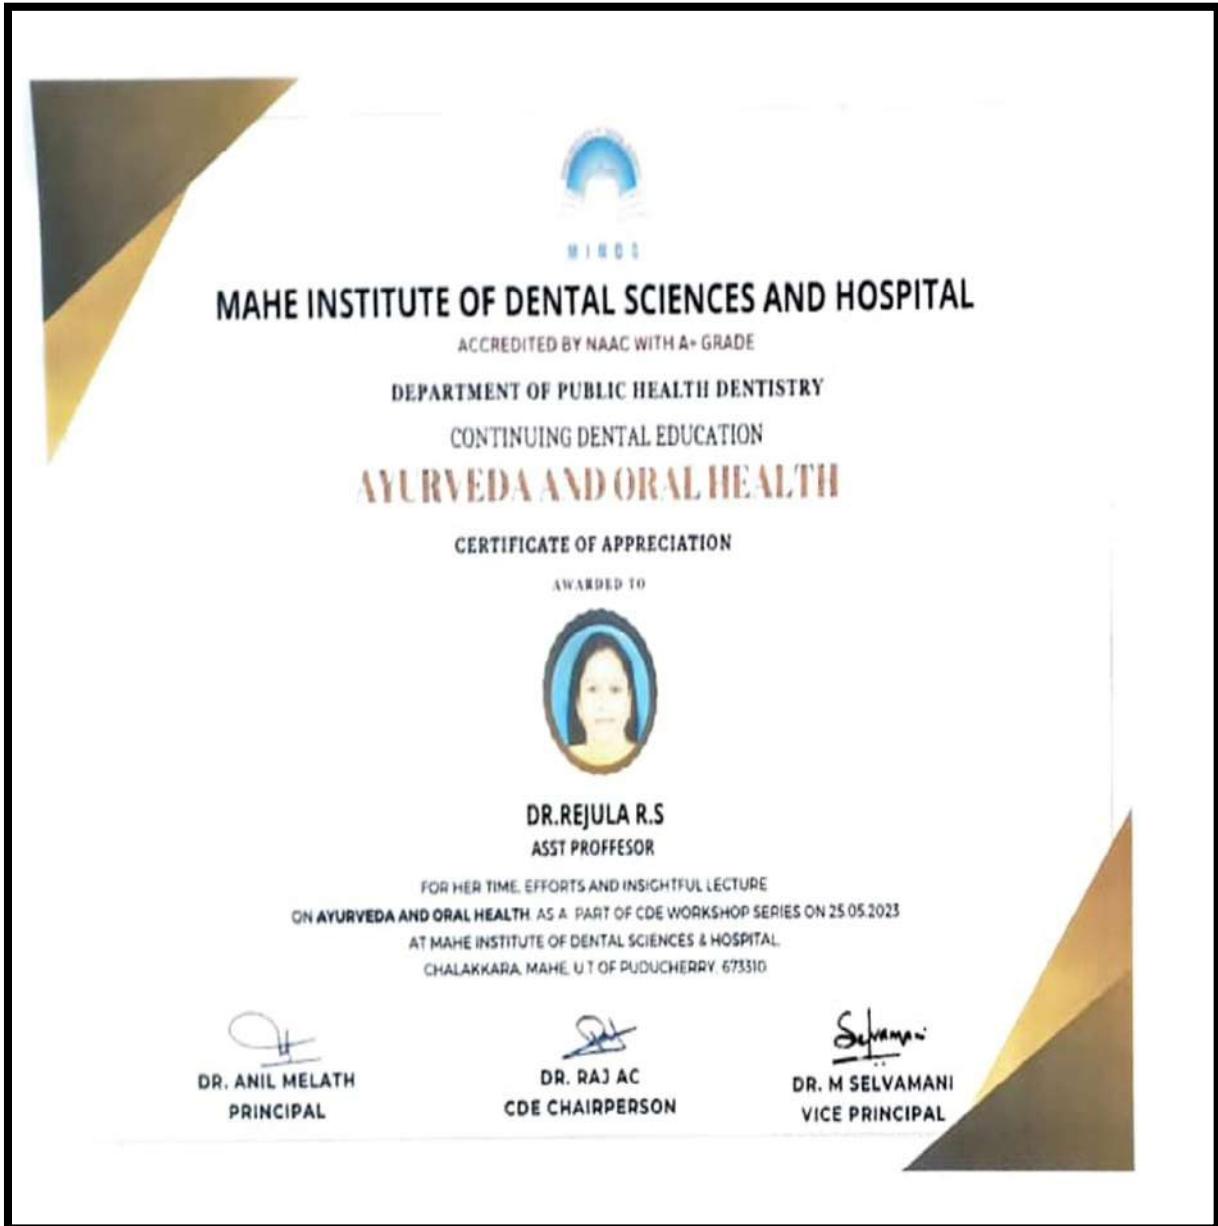 MINDS
MAHE INSTITUTE OF DENTAL SCIENCES AND HOSPITAL
ACCREDITED BY NAAC WITH A+ GRADE
DEPARTMENT OF PUBLIC HEALTH DENTISTRY
CONTINUING DENTAL EDUCATION
AYURVEDA AND ORAL HEALTH
CERTIFICATE OF APPRECIATION
AWARDED TO
DR.REJULA R.S
ASST PROFFESOR
FOR HER TIME, EFFORTS AND INSIGHTFUL LECTURE
ON AYURVEDA AND ORAL HEALTH, AS A PART OF CDE WORKSHOP SERIES ON 25.05.2023
AT MAHE INSTITUTE OF DENTAL SCIENCES & HOSPITAL,
CHALAKKARA, MAHE, U.T OF PUDUCHERRY, 673310
Selvamani
DR. ANIL MELATH DR. RAJ AC DR. M SELVAMANI
PRINCIPAL CDE CHAIRPERSON VICE PRINCIPAL